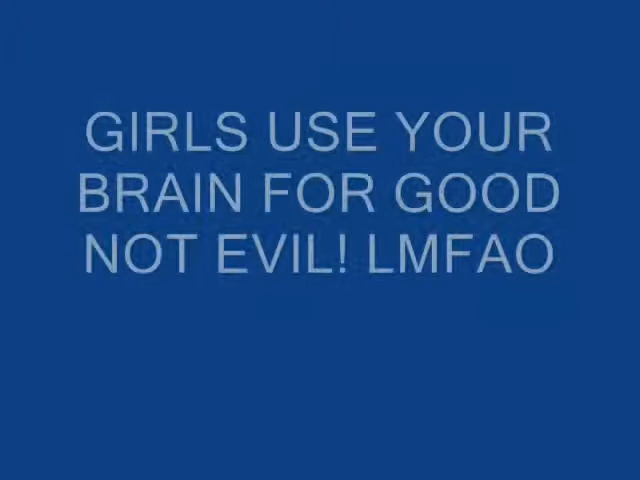 GIRLS USE YOUR
BRAIN FOR GOOD
NOT EVIL! LMFAO